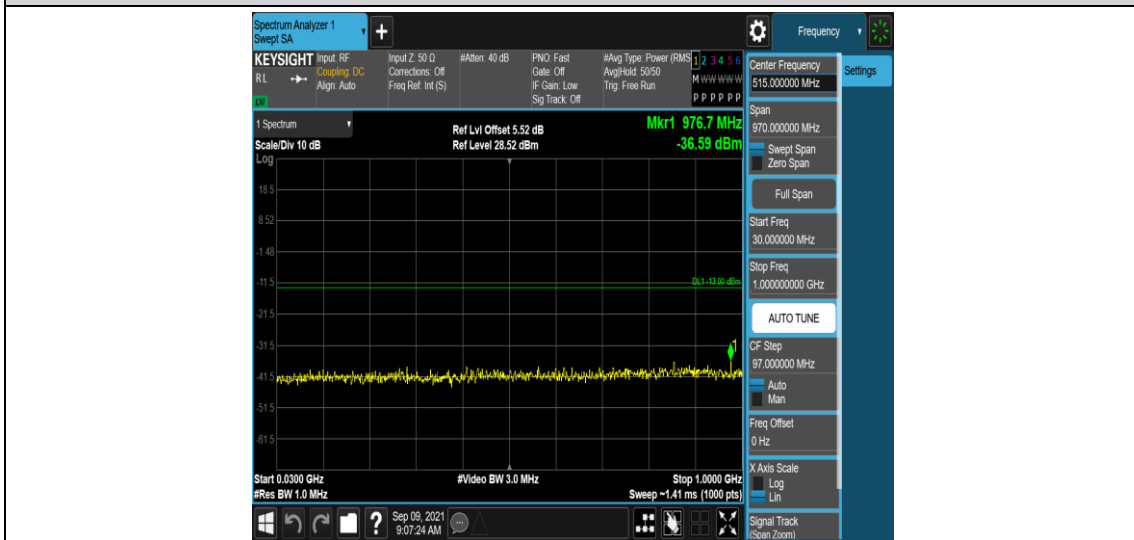 Spectrum Analyzer 1
Swept SA
+
Frequency
KEYSIGHT
RL
LXI
Input: RF
Coupling: DC
Align: Auto
Input Z: 50 Ω
Corrections: Off
Freq Ref: Int (S)
#Atten: 40 dB
PNO: Fast
Gate: Off
IF Gain: Low
Sig Track: Off
#Avg Type: Power (RMS
Avg|Hold: 50/50
Trig: Free Run
1 2 3 4 5 6
M W W W W W
P P P P P P
1 Spectrum
Scale/Div 10 dB
Ref Lvl Offset 5.52 dB
Ref Level 28.52 dBm
Mkr1 976.7 MHz
-36.59 dBm
Log
18.5
8.52
-1.48
-11.5
-21.5
-31.5
-41.5
-51.5
-61.5
DL1 -13.00 dBm
1
Start 0.0300 GHz
#Res BW 1.0 MHz
#Video BW 3.0 MHz
Stop 1.0000 GHz
Sweep ~1.41 ms (1000 pts)
Center Frequency
515.000000 MHz
Settings
Span
970.000000 MHz
Swept Span
Zero Span
Full Span
Start Freq
30.000000 MHz
Stop Freq
1.000000000 GHz
AUTO TUNE
CF Step
97.000000 MHz
Auto
Man
Freq Offset
0 Hz
X Axis Scale
Log
Lin
Signal Track
(Span Zoom)
?
Sep 09, 2021
9:07:24 AM